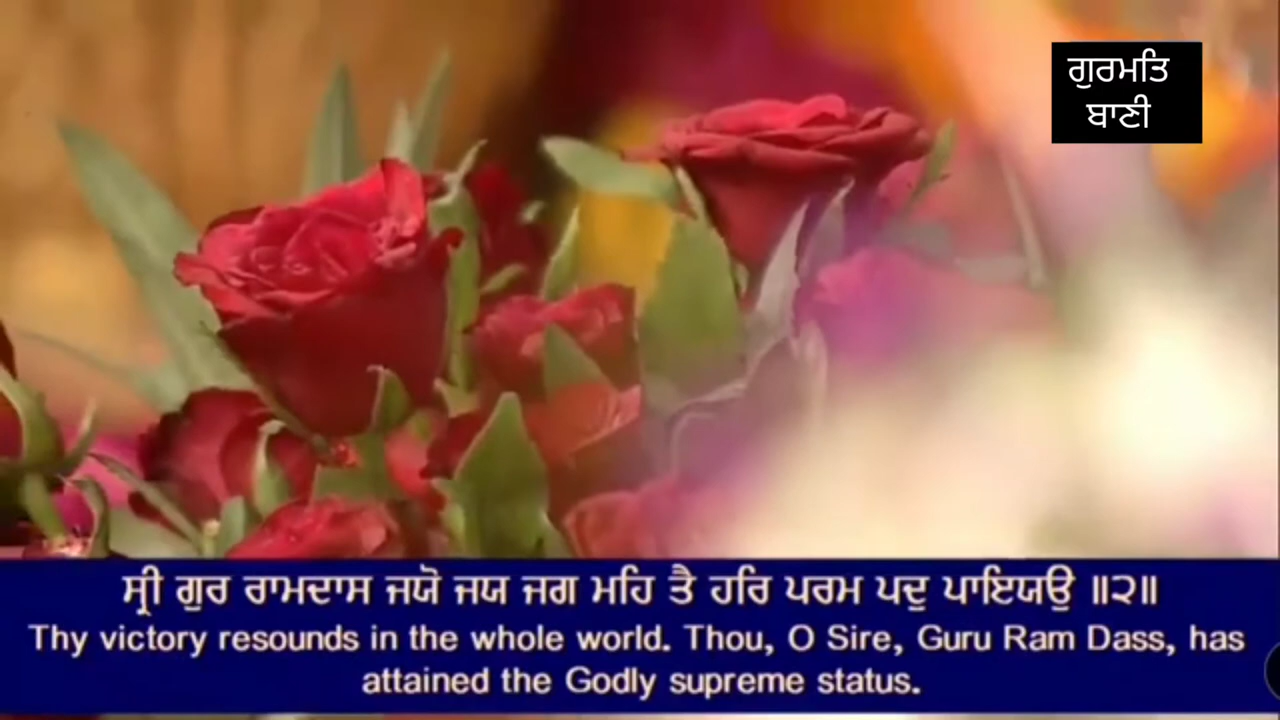 ਗੁਰਮਤਿ
ਬਾਣੀ
ਸ੍ਰੀ ਗੁਰ ਰਾਮਦਾਸ ਜਯੋ ਜਯ ਜਗ ਮਹਿ ਤੈ ਹਰਿ ਪਰਮ ਪਦੁ ਪਾਇਯਉ ॥੨॥
Thy victory resounds in the whole world. Thou, O Sire, Guru Ram Dass, has
attained the Godly supreme status.